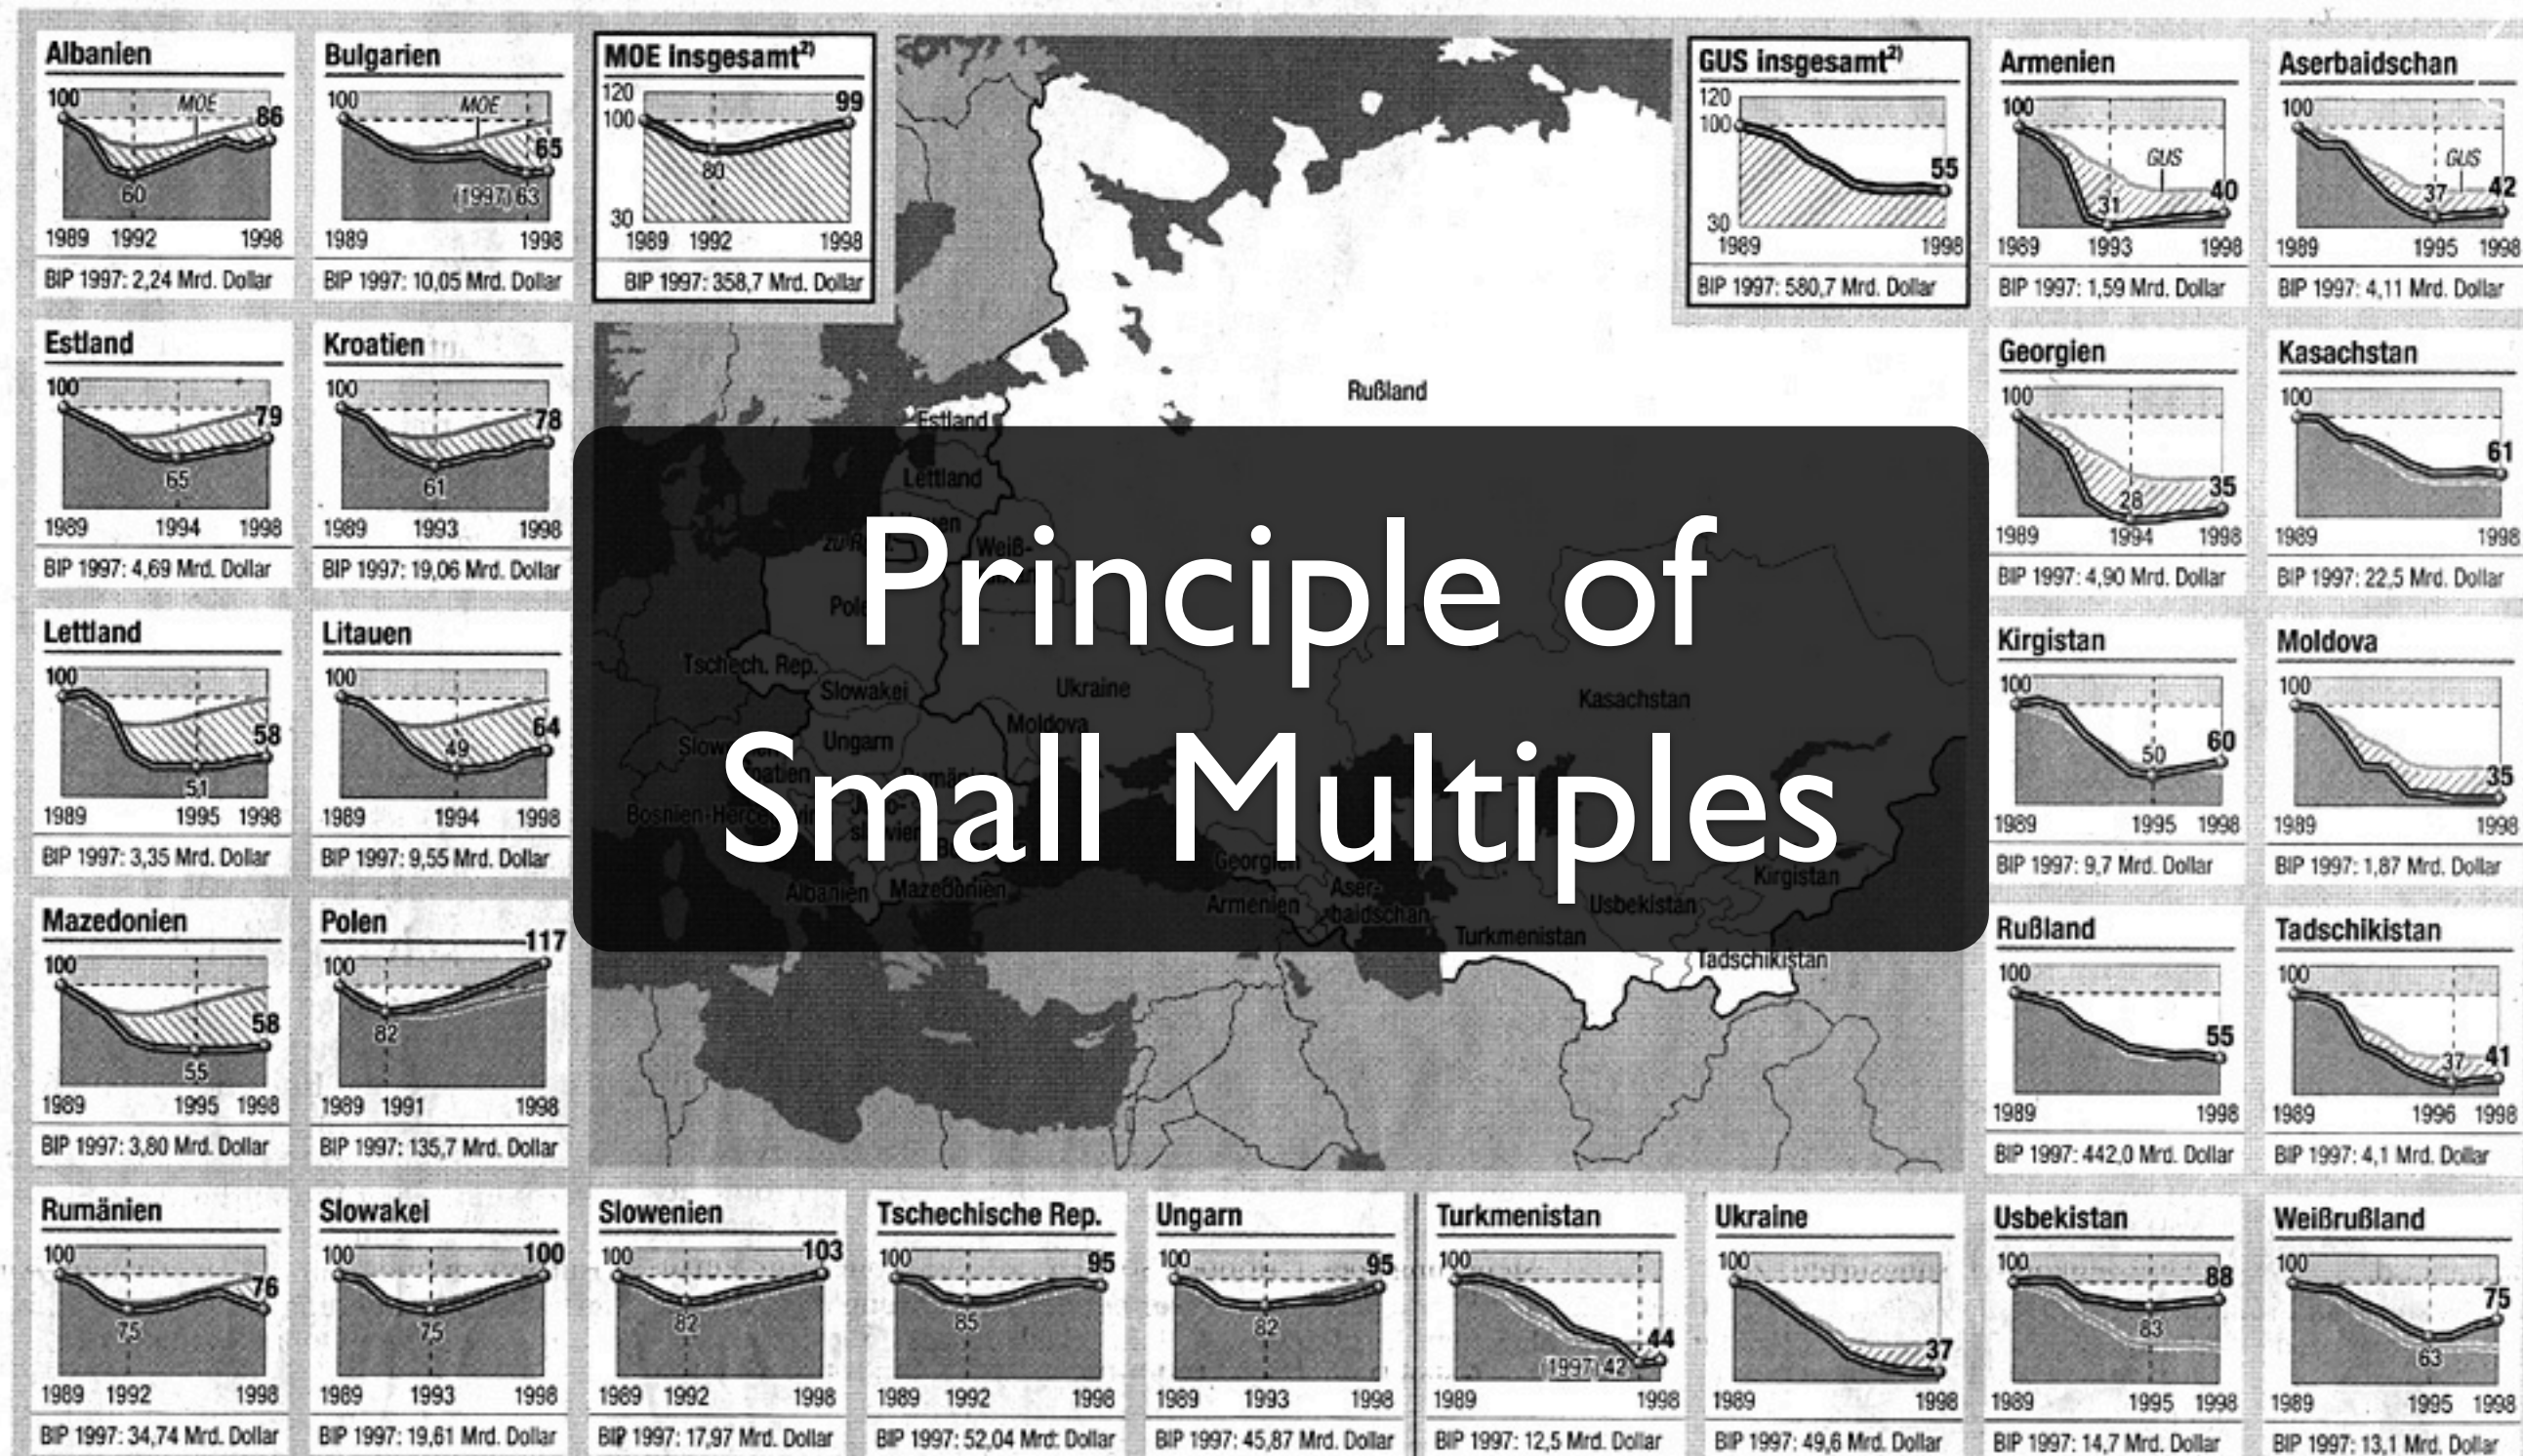 Albanien
100
MOE
86
60
1989 1992 1998
BIP 1997: 2,24 Mrd. Dollar
Bulgarien
100
MOE
65
(1997) 63
1989 1998
BIP 1997: 10,05 Mrd. Dollar
MOE insgesamt²⁾
120
100
99
80
30
1989 1992 1998
BIP 1997: 358,7 Mrd. Dollar
GUS insgesamt²⁾
120
100
55
30
1989 1998
BIP 1997: 580,7 Mrd. Dollar
Armenien
100
GUS
31
40
1989 1993 1998
BIP 1997: 1,59 Mrd. Dollar
Aserbaidschan
100
GUS
37
42
1989 1995 1998
BIP 1997: 4,11 Mrd. Dollar
Estland
100
79
65
1989 1994 1998
BIP 1997: 4,69 Mrd. Dollar
Kroatien
100
78
61
1989 1993 1998
BIP 1997: 19,06 Mrd. Dollar
Georgien
100
28
35
1989 1994 1998
BIP 1997: 4,90 Mrd. Dollar
Kasachstan
100
61
1989 1998
BIP 1997: 22,5 Mrd. Dollar
Rußland
Estland
Lettland
Weiß-
Tschech. Rep.
Slowakei
Ukraine
Kasachstan
Moldova
Ungarn
Georgien
Albanien
Mazedonien
Armenien
Aser-
baidschan
Kirgistan
Usbekistan
Turkmenistan
Tadschikistan
Principle of
Small Multiples
Lettland
100
58
51
1989 1995 1998
BIP 1997: 3,35 Mrd. Dollar
Litauen
100
64
49
1989 1994 1998
BIP 1997: 9,55 Mrd. Dollar
Kirgistan
100
50
60
1989 1995 1998
BIP 1997: 9,7 Mrd. Dollar
Moldova
100
35
1989 1998
BIP 1997: 1,87 Mrd. Dollar
Mazedonien
100
58
55
1989 1995 1998
BIP 1997: 3,80 Mrd. Dollar
Polen
117
100
82
1989 1991 1998
BIP 1997: 135,7 Mrd. Dollar
Rußland
100
55
1989 1998
BIP 1997: 442,0 Mrd. Dollar
Tadschikistan
100
37
41
1989 1996 1998
BIP 1997: 4,1 Mrd. Dollar
Rumänien
100
76
75
1989 1992 1998
BIP 1997: 34,74 Mrd. Dollar
Slowakei
100
100
75
1989 1993 1998
BIP 1997: 19,61 Mrd. Dollar
Slowenien
100
103
82
1989 1992 1998
BIP 1997: 17,97 Mrd. Dollar
Tschechische Rep.
100
95
85
1989 1992 1998
BIP 1997: 52,04 Mrd. Dollar
Ungarn
100
95
82
1989 1993 1998
BIP 1997: 45,87 Mrd. Dollar
Turkmenistan
100
44
(1997) 42
1989 1998
BIP 1997: 12,5 Mrd. Dollar
Ukraine
100
37
1989 1998
BIP 1997: 49,6 Mrd. Dollar
Usbekistan
100
88
83
1989 1995 1998
BIP 1997: 14,7 Mrd. Dollar
Weißrußland
100
75
63
1989 1995 1998
BIP 1997: 13,1 Mrd. Dollar